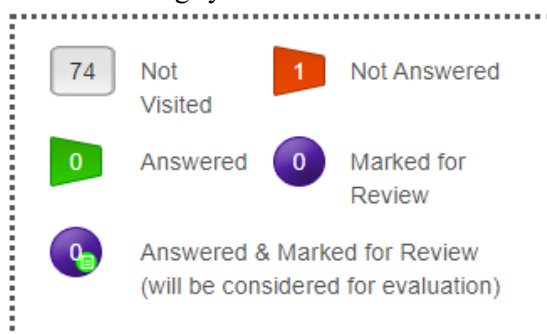 74 Not Visited
1 Not Answered
0 Answered
0 Marked for Review
0 Answered & Marked for Review
(will be considered for evaluation)